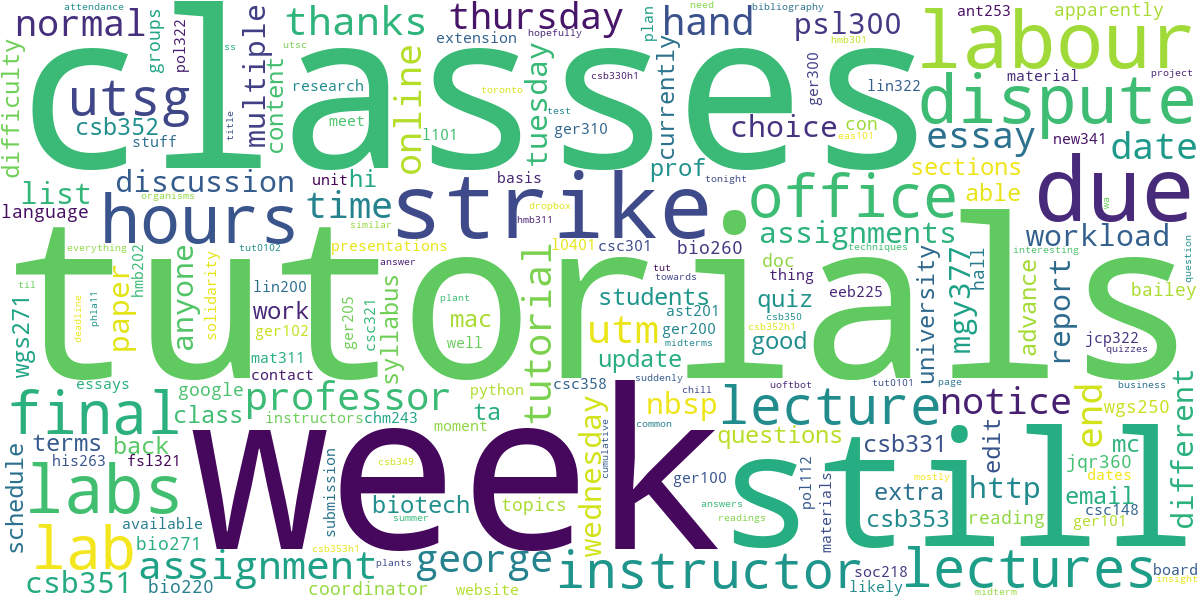 attendance
normal
groups
pol322
thanks
extension
thursday
hopefully
hand
plan
need
bibliography
psl300
ant253
apparently
labour
classes
difficulty
utsg
csb352
stuff
title
ss
multiple
utsc
content
research
meet
online
l101
tuesday
toronto
ger310
test
csb330h1
currently
choice
hmb301
ger300
con
eas101
lin322
material
project
dispute
essay
new341
date
list
language
discussion
unit
organisms
hi
time
hours
prof
basis
strike
tonight
dropbox
hmb311
similar
office
sections
able
due
workload
assignments
techniques
interesting
wa
question
everything
til
tut0102
hmb202
presentations
l0401
csc301
bio260
answer
tut
towards
doc
thing
tutorials
wgs271
deadline
phla11
paper
anyone
solidarity
lin200
work
ger102
mat311
contact
ger205
csc321
syllabus
plant
mac
well
tutorial
students
utm
update
ast201
ger200
midterms
quiz
good
eeb225
csb350
csb352h1
university
mgy377
hall
advance
report
bailey
jcp322
quizzes
essays
google
final
class
professor
instructors
chm243
python
moment
ta
csc358
suddenly
chill
common
uoftbot
tut0101
page
business
nbsp
lecture
notice
end
wgs250
terms
his263
fsl321
back
schedule
labs
week
still
submission
csb349
biotech
summer
topics
wednesday
cumulative
questions
ger100
answers
readings
pol112
materials
csb331
mostly
extra
csb353
edit
http
reading
mc
jqr360
dates
email
csc148
ger101
different
lab
available
bio271
csb351
bio220
assignment
csb353h1
plants
coordinator
george
website
instructor
soc218
likely
lectures
midterm
board
insight